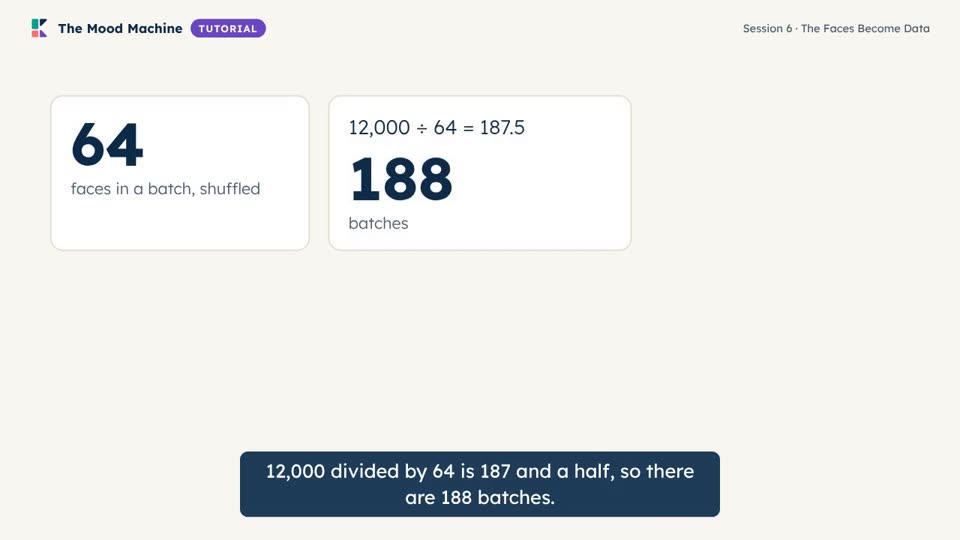 The Mood Machine TUTORIAL
Session 6 · The Faces Become Data
64
faces in a batch, shuffled
12,000 ÷ 64 = 187.5
188
batches
12,000 divided by 64 is 187 and a half, so there
are 188 batches.